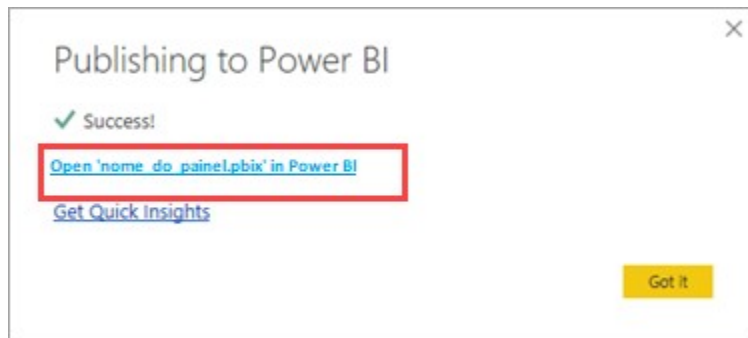 Publishing to Power BI
Success!
Open 'nome_do_painel.pbix' in Power BI
Get Quick Insights
Got it